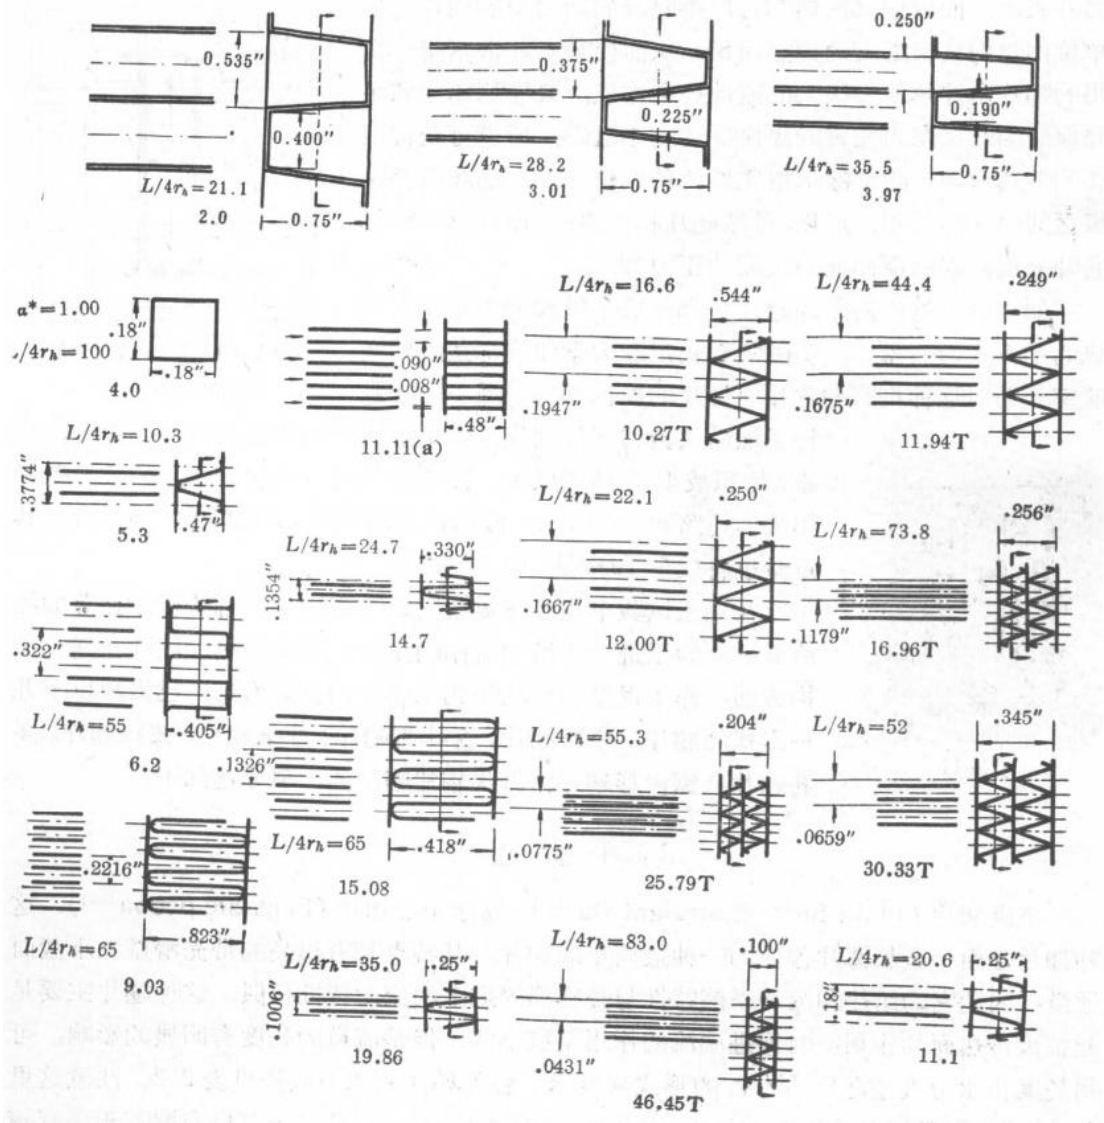 0.535″
0.400″
L/4rₕ=21.1
0.75″
2.0
0.375″
0.225″
L/4rₕ=28.2
0.75″
3.01
0.250″
0.190″
L/4rₕ=35.5
0.75″
3.97
a*=1.00
/4rₕ=100
.18″
.18″
4.0
.090″
.008″
.48″
11.11(a)
L/4rₕ=16.6
.544″
.1947″
10.27T
L/4rₕ=44.4
.249″
.1675″
11.94T
L/4rₕ=10.3
.3774″
.47″
5.3
L/4rₕ=24.7
.330″
.1354″
14.7
L/4rₕ=22.1
.250″
.1667″
12.00T
L/4rₕ=73.8
.256″
.1179″
16.96T
.322″
L/4rₕ=55
.405″
6.2
.1326″
L/4rₕ=65
.418″
15.08
L/4rₕ=55.3
.204″
.0775″
25.79T
L/4rₕ=52
.345″
.0659″
30.33T
.2216″
.823″
L/4rₕ=65
9.03
L/4rₕ=35.0
.25″
.1006″
19.86
L/4rₕ=83.0
.100″
.0431″
46.45T
L/4rₕ=20.6
.25″
.182
11.1